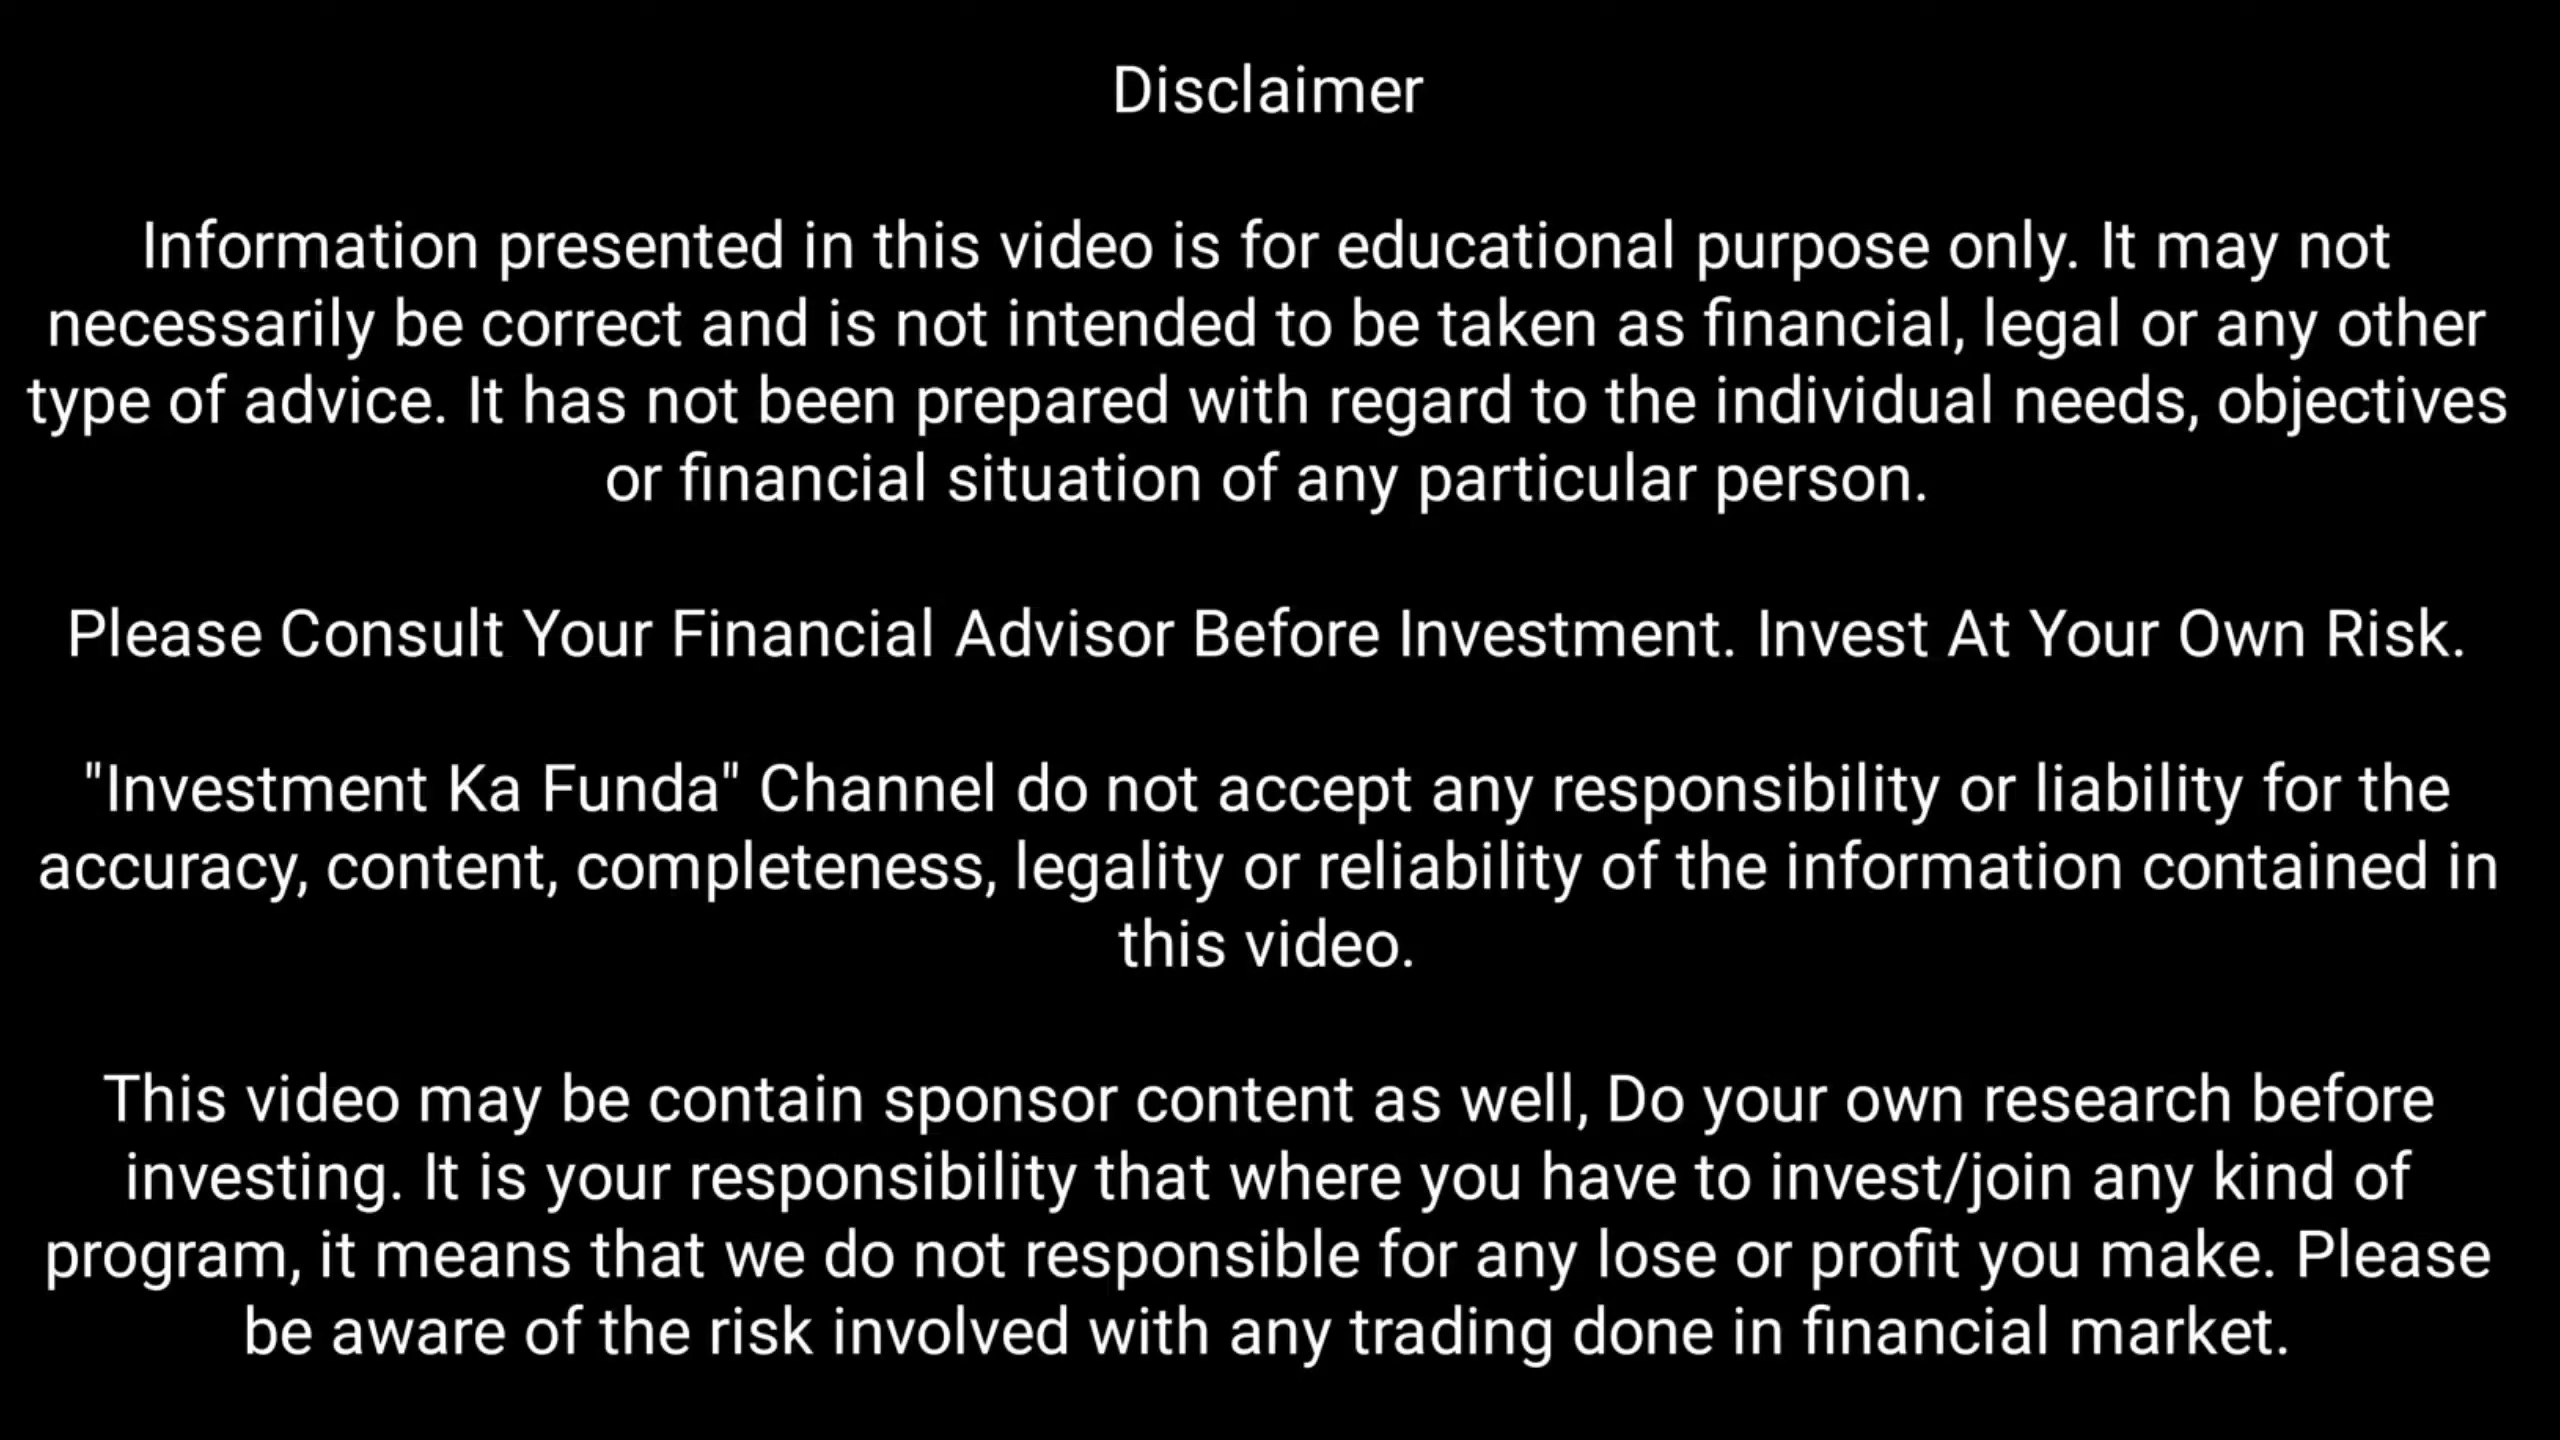 Disclaimer
Information presented in this video is for educational purpose only. It may not
necessarily be correct and is not intended to be taken as financial, legal or any other
type of advice. It has not been prepared with regard to the individual needs, objectives
or financial situation of any particular person.
Please Consult Your Financial Advisor Before Investment. Invest At Your Own Risk.
"Investment Ka Funda" Channel do not accept any responsibility or liability for the
accuracy, content, completeness, legality or reliability of the information contained in
this video.
This video may be contain sponsor content as well, Do your own research before
investing. It is your responsibility that where you have to invest/join any kind of
program, it means that we do not responsible for any lose or profit you make. Please
be aware of the risk involved with any trading done in financial market.